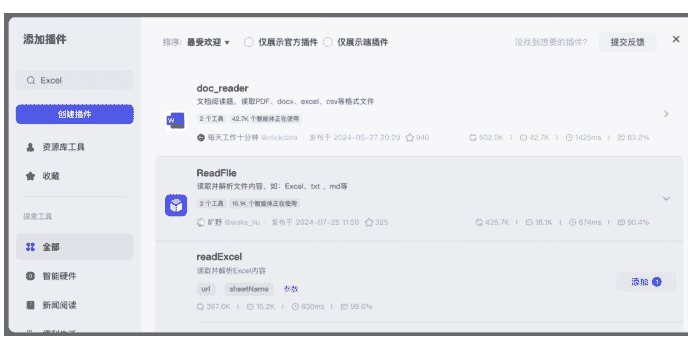 添加插件
排序: 最受欢迎 仅展示官方插件 仅展示端插件 没找到想要的插件? 提交反馈
Excel
创建插件
资源库工具
收藏
探索工具
全部
智能硬件
新闻阅读
doc_reader
文档阅读器，读取PDF、docx、excel、csv等格式文件
2 个工具 42.7K 个智能体正在使用
每天工作十分钟 @clickbita 发布于 2024-05-27 20:29 940 502.5K 42.7K 1425ms 63.2%
ReadFile
读取并解析文件内容，如：Excel、txt 、md等
2 个工具 18.1K 个智能体正在使用
旷野 @wake_liu 发布于 2024-07-25 11:56 325 425.7K 18.1K 674ms 90.4%
readExcel
读取并解析Excel内容
url sheetName 参数
367.6K 15.2K 830ms 99.6%
添加 1